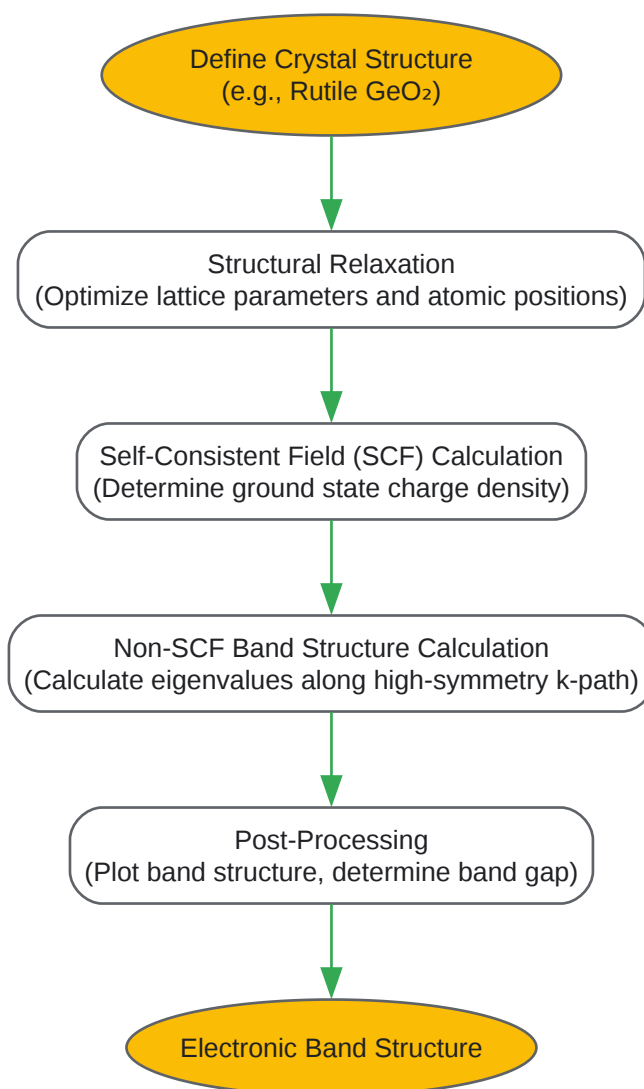 Define Crystal Structure
(e.g., Rutile GeO₂)
Structural Relaxation
(Optimize lattice parameters and atomic positions)
Self-Consistent Field (SCF) Calculation
(Determine ground state charge density)
Non-SCF Band Structure Calculation
(Calculate eigenvalues along high-symmetry k-path)
Post-Processing
(Plot band structure, determine band gap)
Electronic Band Structure